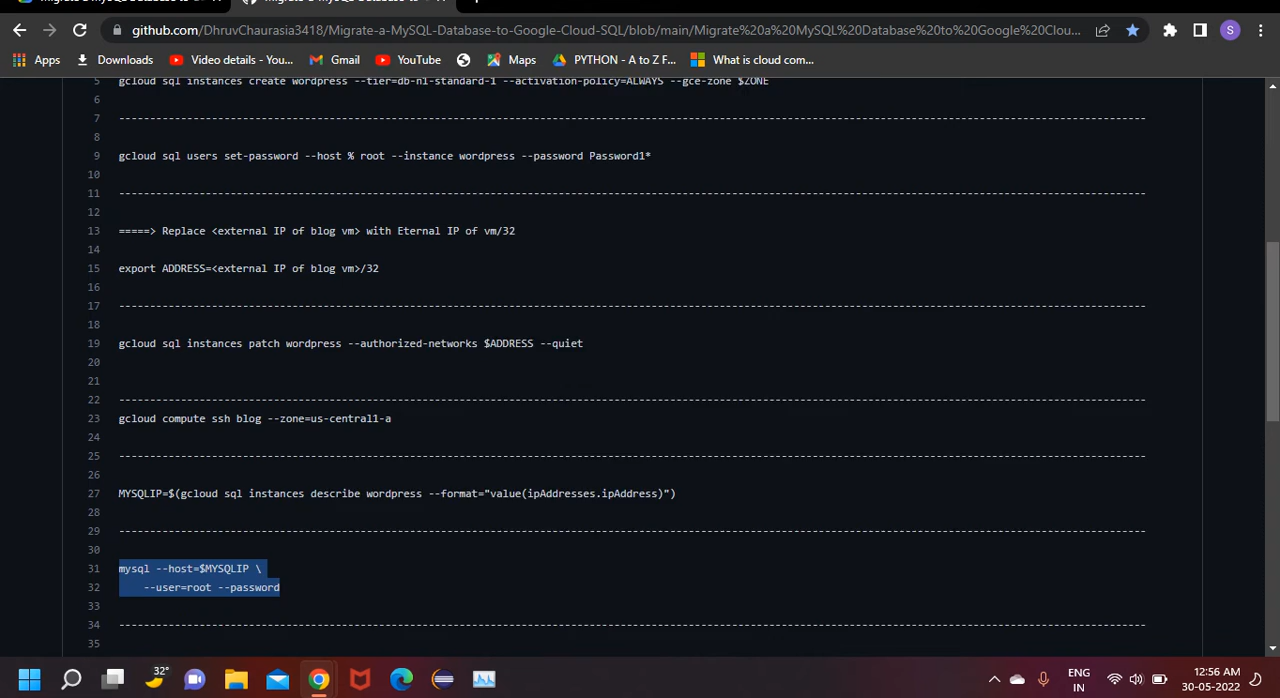 github.com/DhruvChaurasia3418/Migrate-a-MySQL-Database-to-Google-Cloud-SQL/blob/main/Migrate%20a%20MySQL%20Database%20to%20Google%20Clou...
S
Apps Downloads Video details - You... Gmail YouTube Maps PYTHON - A to Z F... What is cloud com...
5 gcloud sql instances create wordpress --tier=db-n1-standard-1 --activation-policy=ALWAYS --gce-zone $ZONE
6
7 ------------------------------------------------------------------------------------------------------------------------------------------------------
8
9 gcloud sql users set-password --host % root --instance wordpress --password Password1*
10
11 ------------------------------------------------------------------------------------------------------------------------------------------------------
12
13 =====> Replace <external IP of blog vm> with Eternal IP of vm/32
14
15 export ADDRESS=<external IP of blog vm>/32
16
17 ------------------------------------------------------------------------------------------------------------------------------------------------------
18
19 gcloud sql instances patch wordpress --authorized-networks $ADDRESS --quiet
20
21
22 ------------------------------------------------------------------------------------------------------------------------------------------------------
23 gcloud compute ssh blog --zone=us-central1-a
24
25 ------------------------------------------------------------------------------------------------------------------------------------------------------
26
27 MYSQLIP=$(gcloud sql instances describe wordpress --format="value(ipAddresses.ipAddress)")
28
29 ------------------------------------------------------------------------------------------------------------------------------------------------------
30
31 mysql --host=$MYSQLIP \
32 --user=root --password
33
34 ------------------------------------------------------------------------------------------------------------------------------------------------------
35
32°
ENG
IN
12:56 AM
30-05-2022